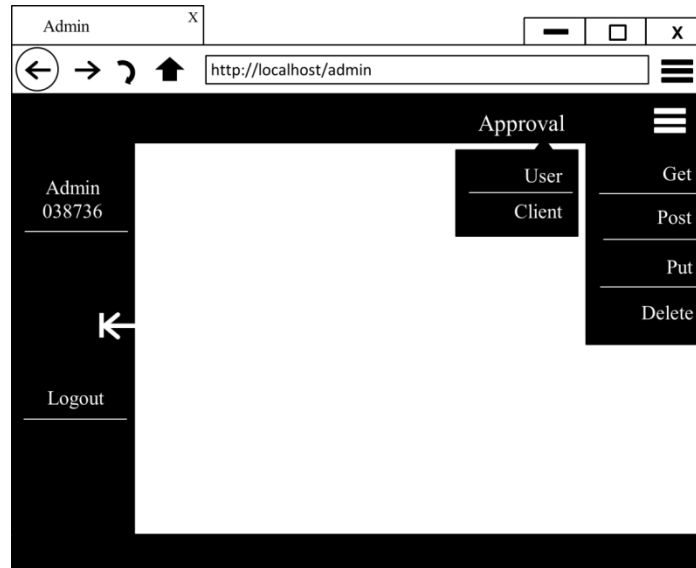 Admin X
X
http://localhost/admin
Approval
User
Client
Get
Post
Put
Delete
Admin
038736
Logout